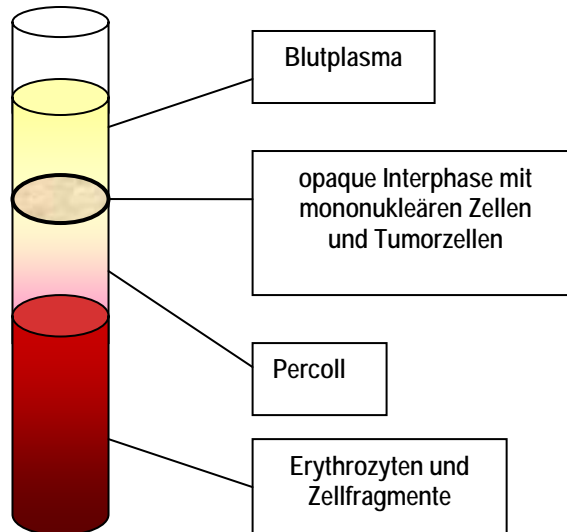 Blutplasma
opaque Interphase mit
mononukleären Zellen
und Tumorzellen
Percoll
Erythrozyten und
Zellfragmente